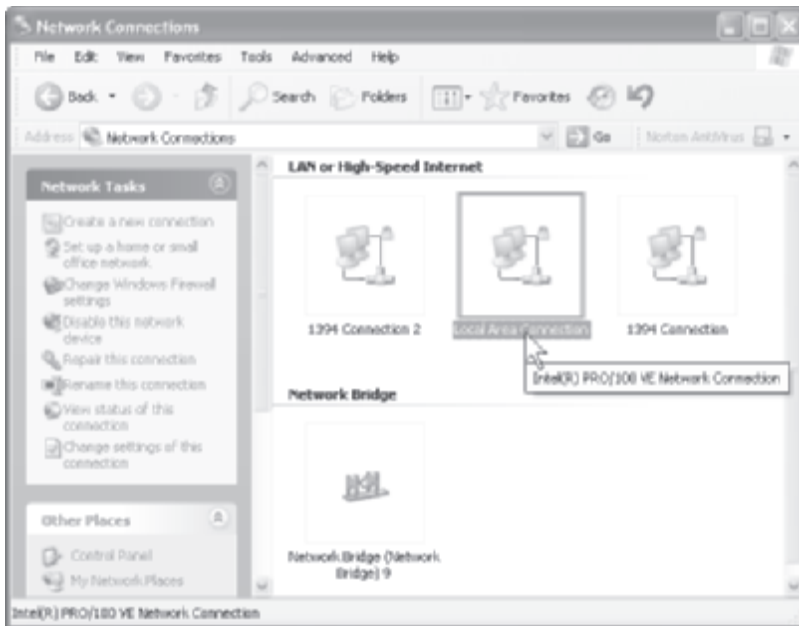 Network Connections
File Edit View Favorites Tools Advanced Help
Back Search Folders Favorites
Address Network Connections Go Norton AntiVirus
Network Tasks
Create a new connection
Set up a home or small
office network
Change Windows Firewall
settings
Disable this network
device
Repair this connection
Rename this connection
View status of this
connection
Change settings of this
connection
Other Places
Control Panel
My Network Places
LAN or High-Speed Internet
1394 Connection 2
Local Area Connection
1394 Connection
Intel(R) PRO/100 VE Network Connection
Network Bridge
Network Bridge (Network
Bridge) 9
Intel(R) PRO/100 VE Network Connection